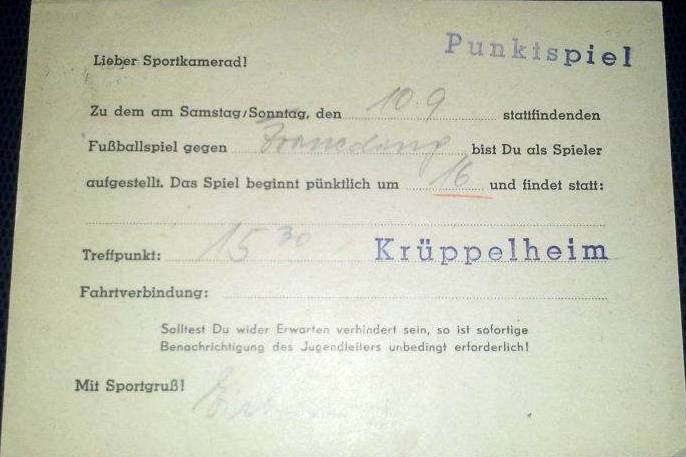 Punktspiel
Lieber Sportkamerad!
Zu dem am Samstag/Sonntag, den 10.9 stattfindenden
Fußballspiel gegen bist Du als Spieler
aufgestellt. Das Spiel beginnt pünktlich um 16 und findet statt:
Treffpunkt: 15 30 Krüppelheim
Fahrtverbindung:
Solltest Du wider Erwarten verhindert sein, so ist sofortige
Benachrichtigung des Jugendleiters unbedingt erforderlich!
Mit Sportgruß!